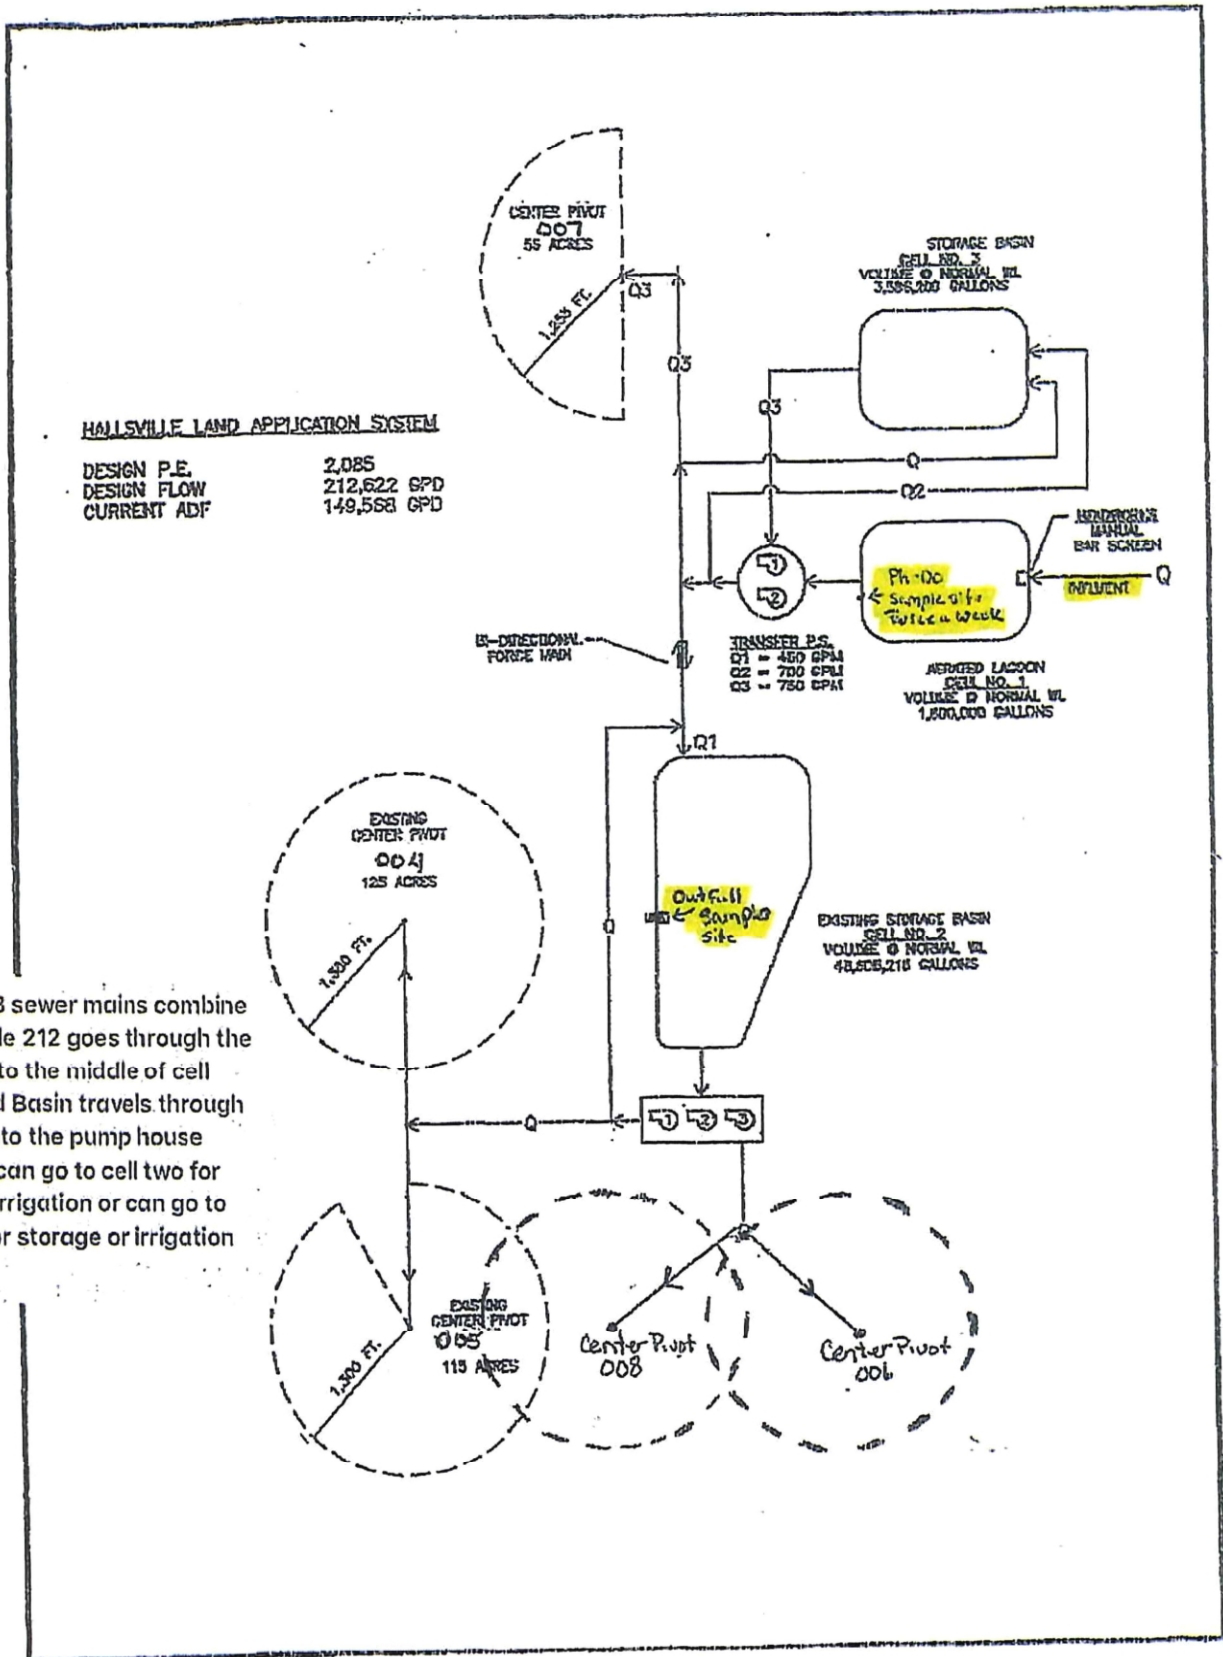 CENTER PIVOT
007
55 ACRES
1,255 FT.
Q3
Q3
STORAGE BASIN
CELL NO. 3
VOLUME @ NORMAL WL
GALLONS
Q3
HALLSVILLE LAND APPLICATION SYSTEM
DESIGN P.E. 2,085
DESIGN FLOW 212,622 GPD
CURRENT ADF 149,568 GPD
Q
Q2
HEADWORKS
MANUAL
BAR SCREEN
Q
INFLUENT
Ph-DO
Sample site
Twice a week
1
2
BI-DIRECTIONAL
FORCE MAIN
TRANSFER P.S.
Q1 = 450 GPM
Q2 = 700 GPM
Q3 = 750 GPM
AERATED LAGOON
CELL NO. 1
VOLUME @ NORMAL WL
1,800,000 GALLONS
Q1
EXISTING
CENTER PIVOT
004
125 ACRES
1,300 FT.
Q
Outfall
Sample
site
EXISTING STORAGE BASIN
CELL NO. 2
VOLUME @ NORMAL WL
GALLONS
3 sewer mains combine
le 212 goes through the
to the middle of cell
d Basin travels through
to the pump house
can go to cell two for
rrigation or can go to
or storage or irrigation
Q
1 2 3
EXISTING
CENTER PIVOT
005
115 ACRES
1,300 FT.
Center Pivot
008
Center Pivot
006